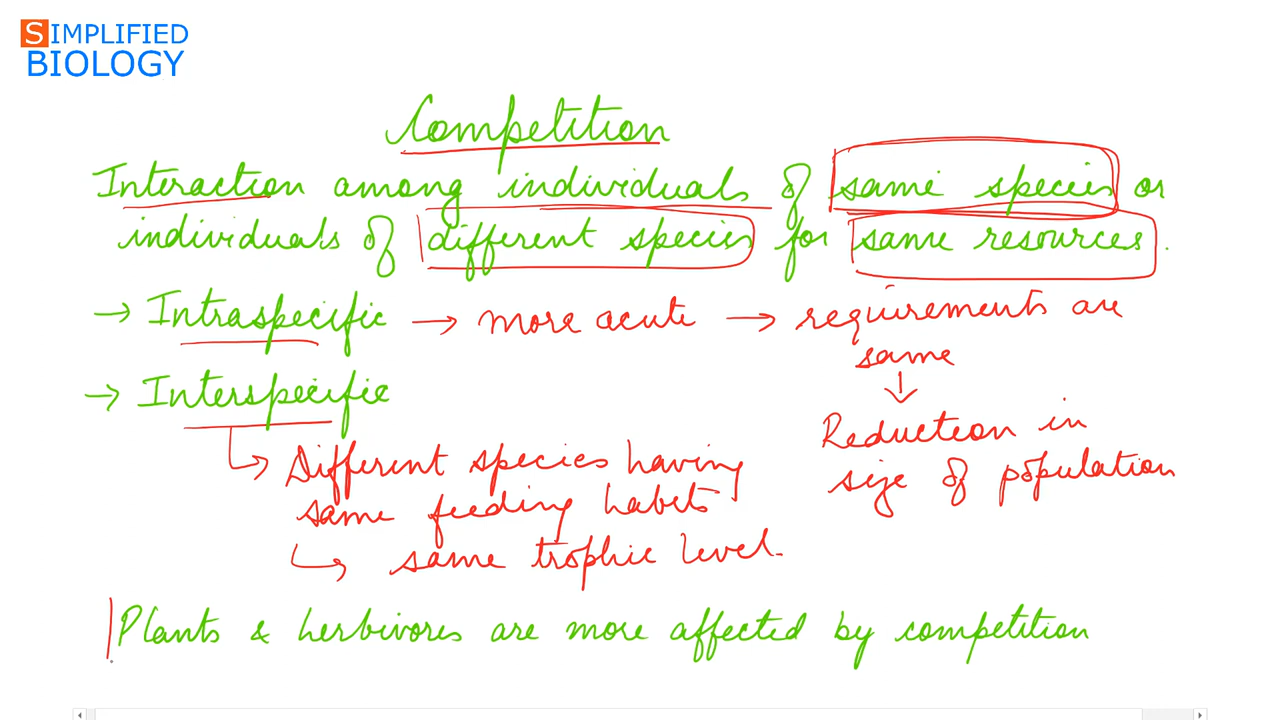 SIMPLIFIED
BIOLOGY
Competition
Interaction among individuals of same species or
individuals of different species for same resources.
→ Intraspecific → more acute → requirements are
same
↓
Reduction in
size of population
→ Interspecific
↳ Different species having
same feeding habits
↳ same trophic level.
Plants & herbivores are more affected by competition